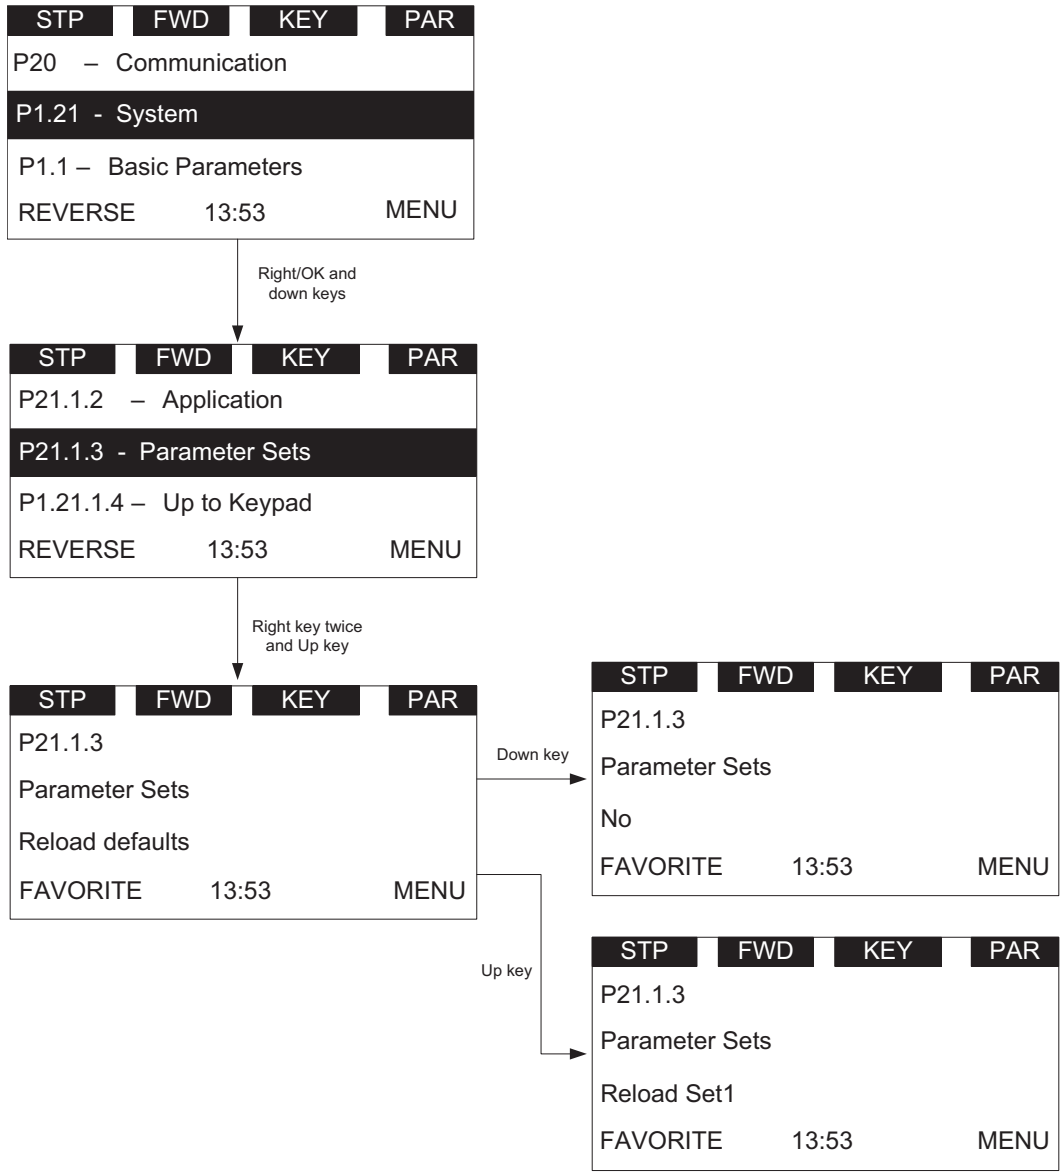 STP FWD KEY PAR
P20 – Communication
P1.21 - System
P1.1 – Basic Parameters
REVERSE 13:53 MENU
Right/OK and
down keys
STP FWD KEY PAR
P21.1.2 – Application
P21.1.3 - Parameter Sets
P1.21.1.4 – Up to Keypad
REVERSE 13:53 MENU
Right key twice
and Up key
STP FWD KEY PAR
P21.1.3
Parameter Sets
Reload defaults
FAVORITE 13:53 MENU
Down key
STP FWD KEY PAR
P21.1.3
Parameter Sets
No
FAVORITE 13:53 MENU
Up key
STP FWD KEY PAR
P21.1.3
Parameter Sets
Reload Set1
FAVORITE 13:53 MENU